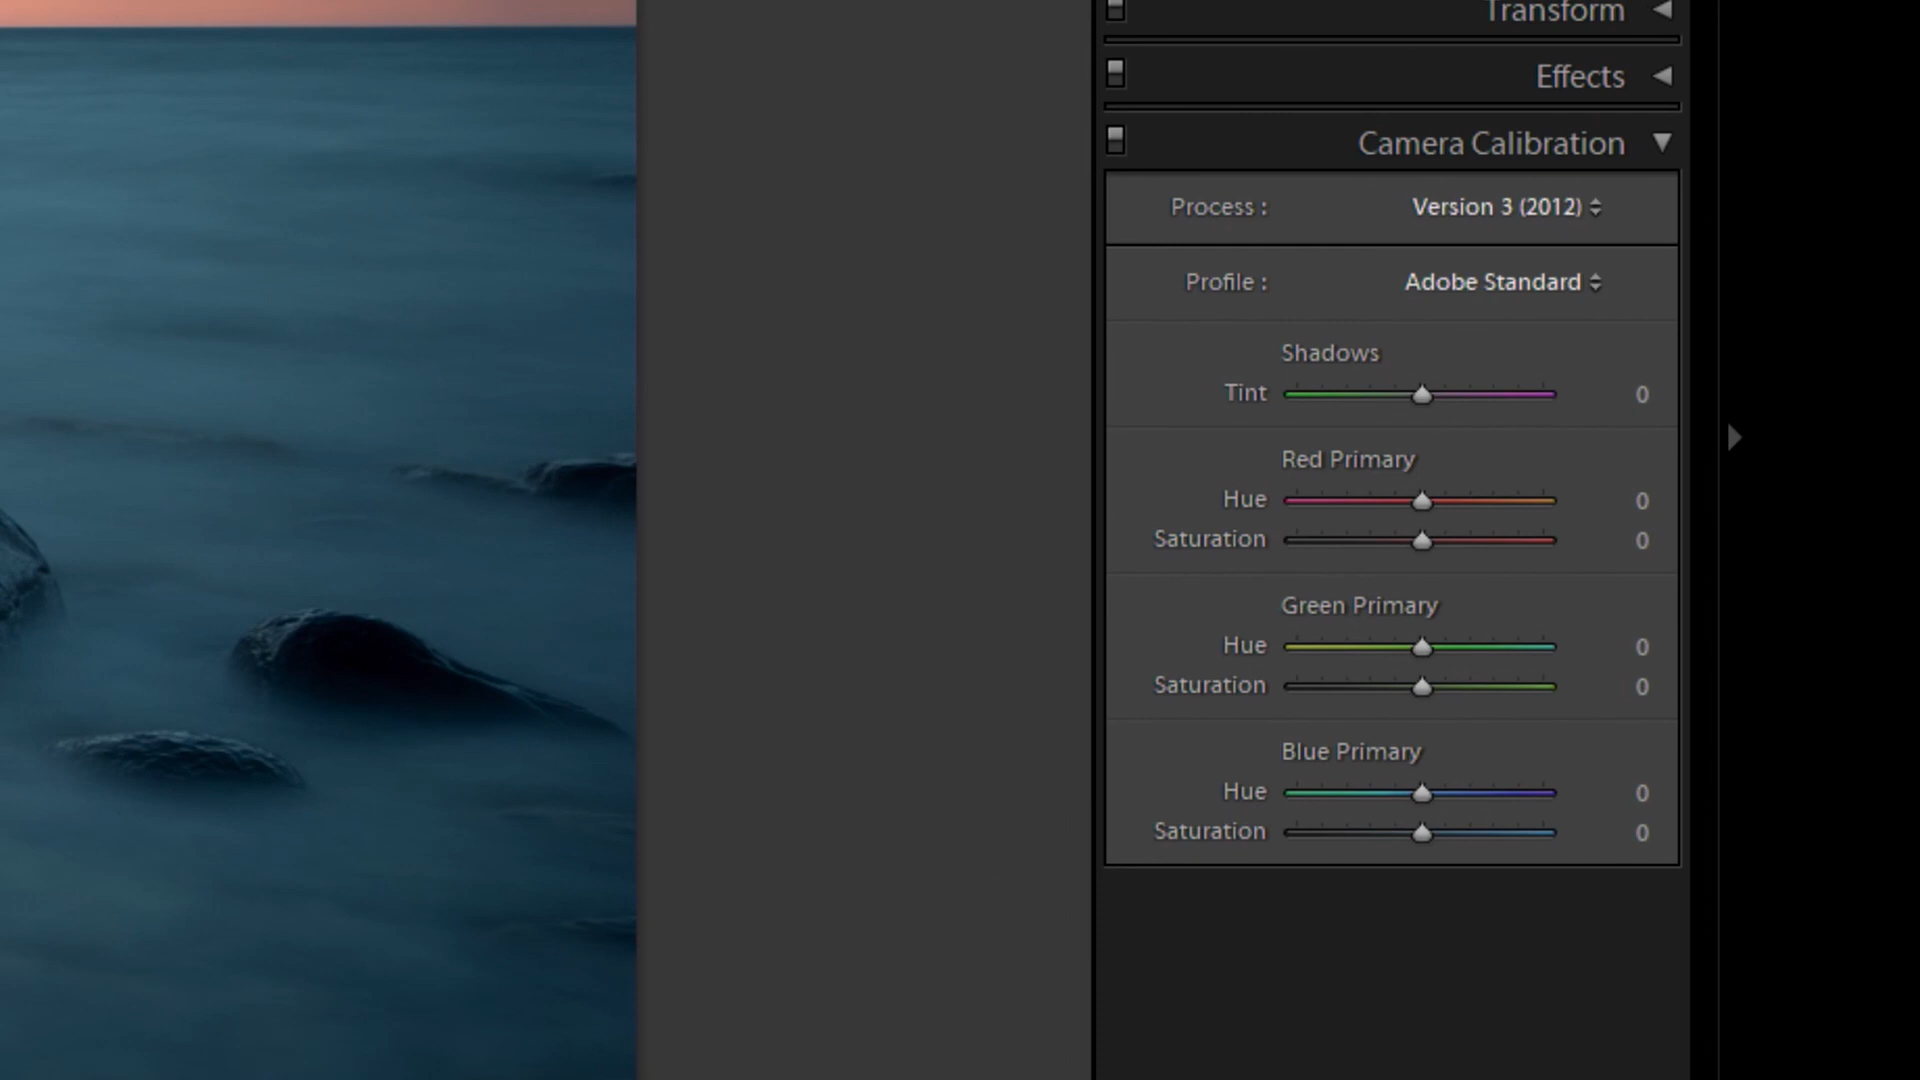 Transform
Effects
Camera Calibration
Process : Version 3 (2012)
Profile : Adobe Standard
Shadows
Tint 0
Red Primary
Hue 0
Saturation 0
Green Primary
Hue 0
Saturation 0
Blue Primary
Hue 0
Saturation 0